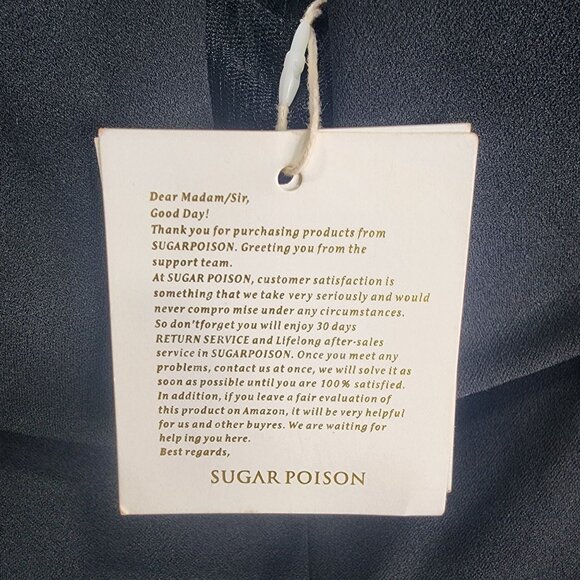 Dear Madam/Sir,
Good Day!
Thank you for purchasing products from
SUGARPOISON. Greeting you from the
support team.
At SUGAR POISON, customer satisfaction is
something that we take very seriously and would
never compro mise under any circumstances.
So don'tforget you will enjoy 30 days
RETURN SERVICE and Lifelong after-sales
service in SUGARPOISON. Once you meet any
problems, contact us at once, we will solve it as
soon as possible until you are 100% satisfied.
In addition, if you leave a fair evaluation of
this product on Amazon, it will be very helpful
for us and other buyres. We are waiting for
help ing you here.
Best regards,
SUGAR POISON